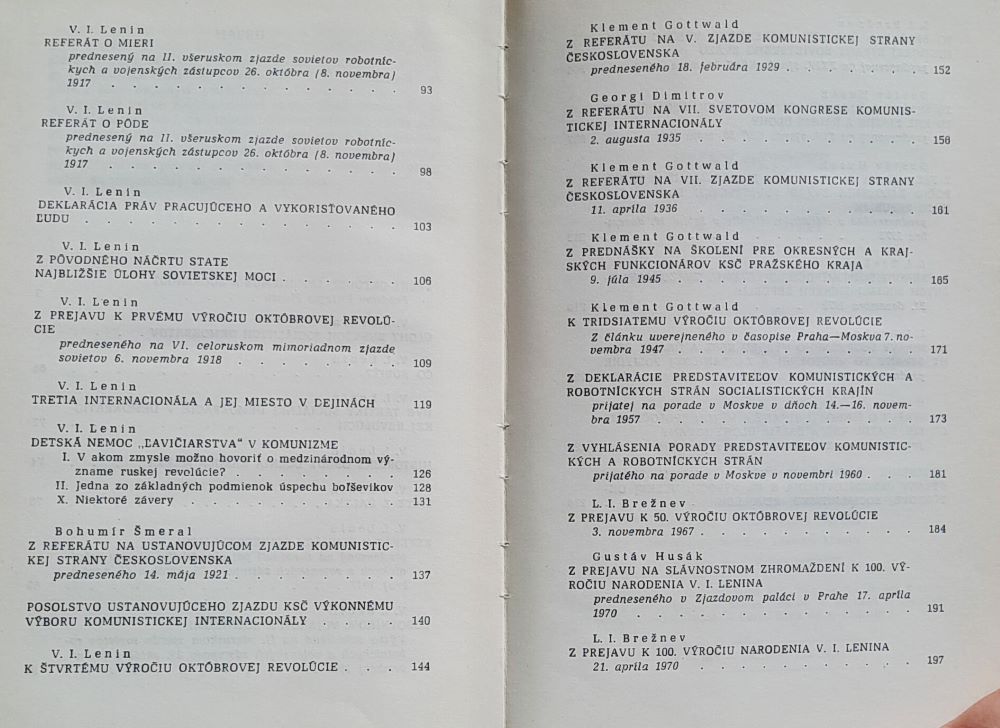 V. I. Lenin
REFERÁT O MIERI
prednesený na II. všeruskom zjazde sovietov robotníc-
kych a vojenských zástupcov 26. októbra (8. novembra)
1917 . . . . . . . . . . . . . . 93
V. I. Lenin
REFERÁT O PÔDE
prednesený na II. všeruskom zjazde sovietov robotníc-
kych a vojenských zástupcov 26. októbra (8. novembra)
1917 . . . . . . . . . . . . . . 98
V. I. Lenin
DEKLARÁCIA PRÁV PRACUJÚCEHO A VYKORISŤOVANÉHO
ĽUDU . . . . . . . . . . . . . . 103
V. I. Lenin
Z PÔVODNÉHO NÁČRTU STATE
NAJBLIŽŠIE ÚLOHY SOVIETSKEJ MOCI . . . . . 106
V. I. Lenin
Z PREJAVU K PRVÉMU VÝROČIU OKTÓBROVEJ REVOLÚ-
CIE
predneseného na VI. celoruskom mimoriadnom zjazde
sovietov 6. novembra 1918 . . . . . . . 109
V. I. Lenin
TRETIA INTERNACIONÁLA A JEJ MIESTO V DEJINÁCH 119
V. I. Lenin
DETSKÁ NEMOC „ĽAVIČIARSTVA“ V KOMUNIZME
I. V akom zmysle možno hovoriť o medzinárodnom vý-
zname ruskej revolúcie? . . . . . . . 126
II. Jedna zo základných podmienok úspechu boľševikov 128
X. Niektoré závery . . . . . . . . . 131
Bohumír Šmeral
Z REFERÁTU NA USTANOVUJÚCOM ZJAZDE KOMUNISTIC-
KEJ STRANY ČESKOSLOVENSKA
predneseného 14. mája 1921 . . . . . . . 137
POSOLSTVO USTANOVUJÚCEHO ZJAZDU KSČ VÝKONNÉMU
VÝBORU KOMUNISTICKEJ INTERNACIONÁLY . . . 140
V. I. Lenin
K ŠTVRTÉMU VÝROČIU OKTÓBROVEJ REVOLÚCIE . . . 144
Klement Gottwald
Z REFERÁTU NA V. ZJAZDE KOMUNISTICKEJ STRANY
ČESKOSLOVENSKA
predneseného 18. februára 1929 . . . . . . . 152
Georgi Dimitrov
Z REFERÁTU NA VII. SVETOVOM KONGRESE KOMUNIS-
TICKEJ INTERNACIONÁLY
2. augusta 1935 . . . . . . . . . . 158
Klement Gottwald
Z REFERÁTU NA VII. ZJAZDE KOMUNISTICKEJ STRANY
ČESKOSLOVENSKA
11. apríla 1936 . . . . . . . . . . 161
Klement Gottwald
Z PREDNÁŠKY NA ŠKOLENÍ PRE OKRESNÝCH A KRAJ-
SKÝCH FUNKCIONÁROV KSČ PRAŽSKÉHO KRAJA
9. júla 1945 . . . . . . . . . . . 165
Klement Gottwald
K TRIDSIATEMU VÝROČIU OKTÓBROVEJ REVOLÚCIE
Z článku uverejneného v časopise Praha—Moskva 7. no-
vembra 1947 . . . . . . . . . . . 171
Z DEKLARÁCIE PREDSTAVITEĽOV KOMUNISTICKÝCH A
ROBOTNÍCKYCH STRÁN SOCIALISTICKÝCH KRAJÍN
prijatej na porade v Moskve v dňoch 14.—16. novem-
bra 1957 . . . . . . . . . . . . 173
Z VYHLÁSENIA PORADY PREDSTAVITEĽOV KOMUNISTIC-
KÝCH A ROBOTNÍCKYCH STRÁN
prijatého na porade v Moskve v novembri 1960 . . . 181
L. I. Brežnev
Z PREJAVU K 50. VÝROČIU OKTÓBROVEJ REVOLÚCIE
3. novembra 1967 . . . . . . . . . . 184
Gustáv Husák
Z PREJAVU NA SLÁVNOSTNOM ZHROMAŽDENÍ K 100. VÝ-
ROČIU NARODENIA V. I. LENINA
predneseného v Zjazdovom paláci v Prahe 17. apríla
1970 . . . . . . . . . . . . . 191
L. I. Brežnev
Z PREJAVU K 100. VÝROČIU NARODENIA V. I. LENINA
21. apríla 1970 . . . . . . . . . . 197